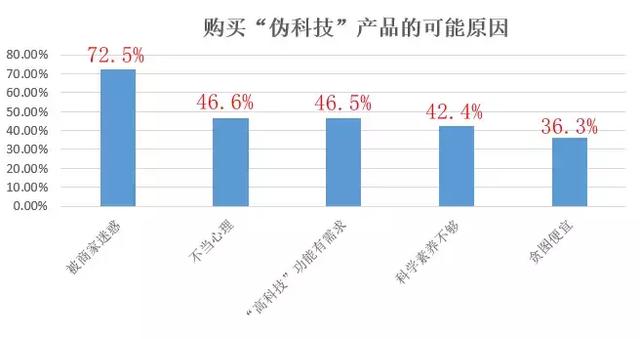 购买“伪科技”产品的可能原因
80.00%
70.00%
60.00%
50.00%
40.00%
30.00%
20.00%
10.00%
0.00%
72.5%
46.6%
46.5%
42.4%
36.3%
被商家迷惑
不当心理
“高科技”功能有需求
科学素养不够
贪图便宜